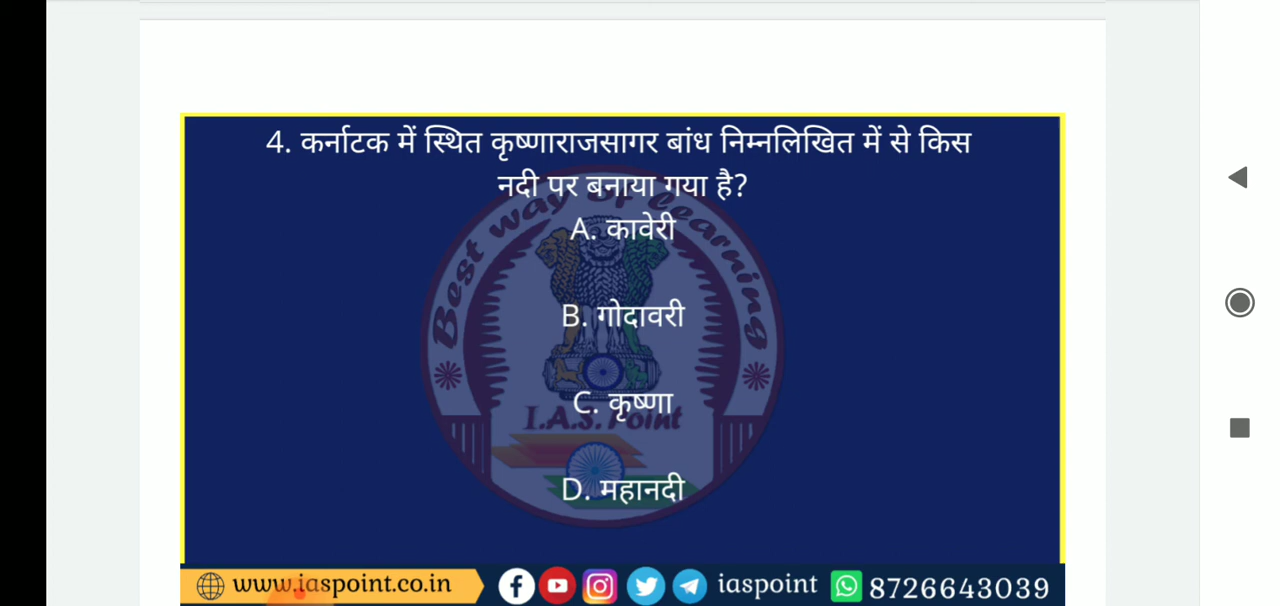 4. कर्नाटक में स्थित कृष्णाराजसागर बांध निम्नलिखित में से किस
नदी पर बनाया गया है?
A. कावेरी
B. गोदावरी
C. कृष्णा
D. महानदी
Best way of Learning
I.A.S. Point
www.iaspoint.co.in iaspoint 8726643039